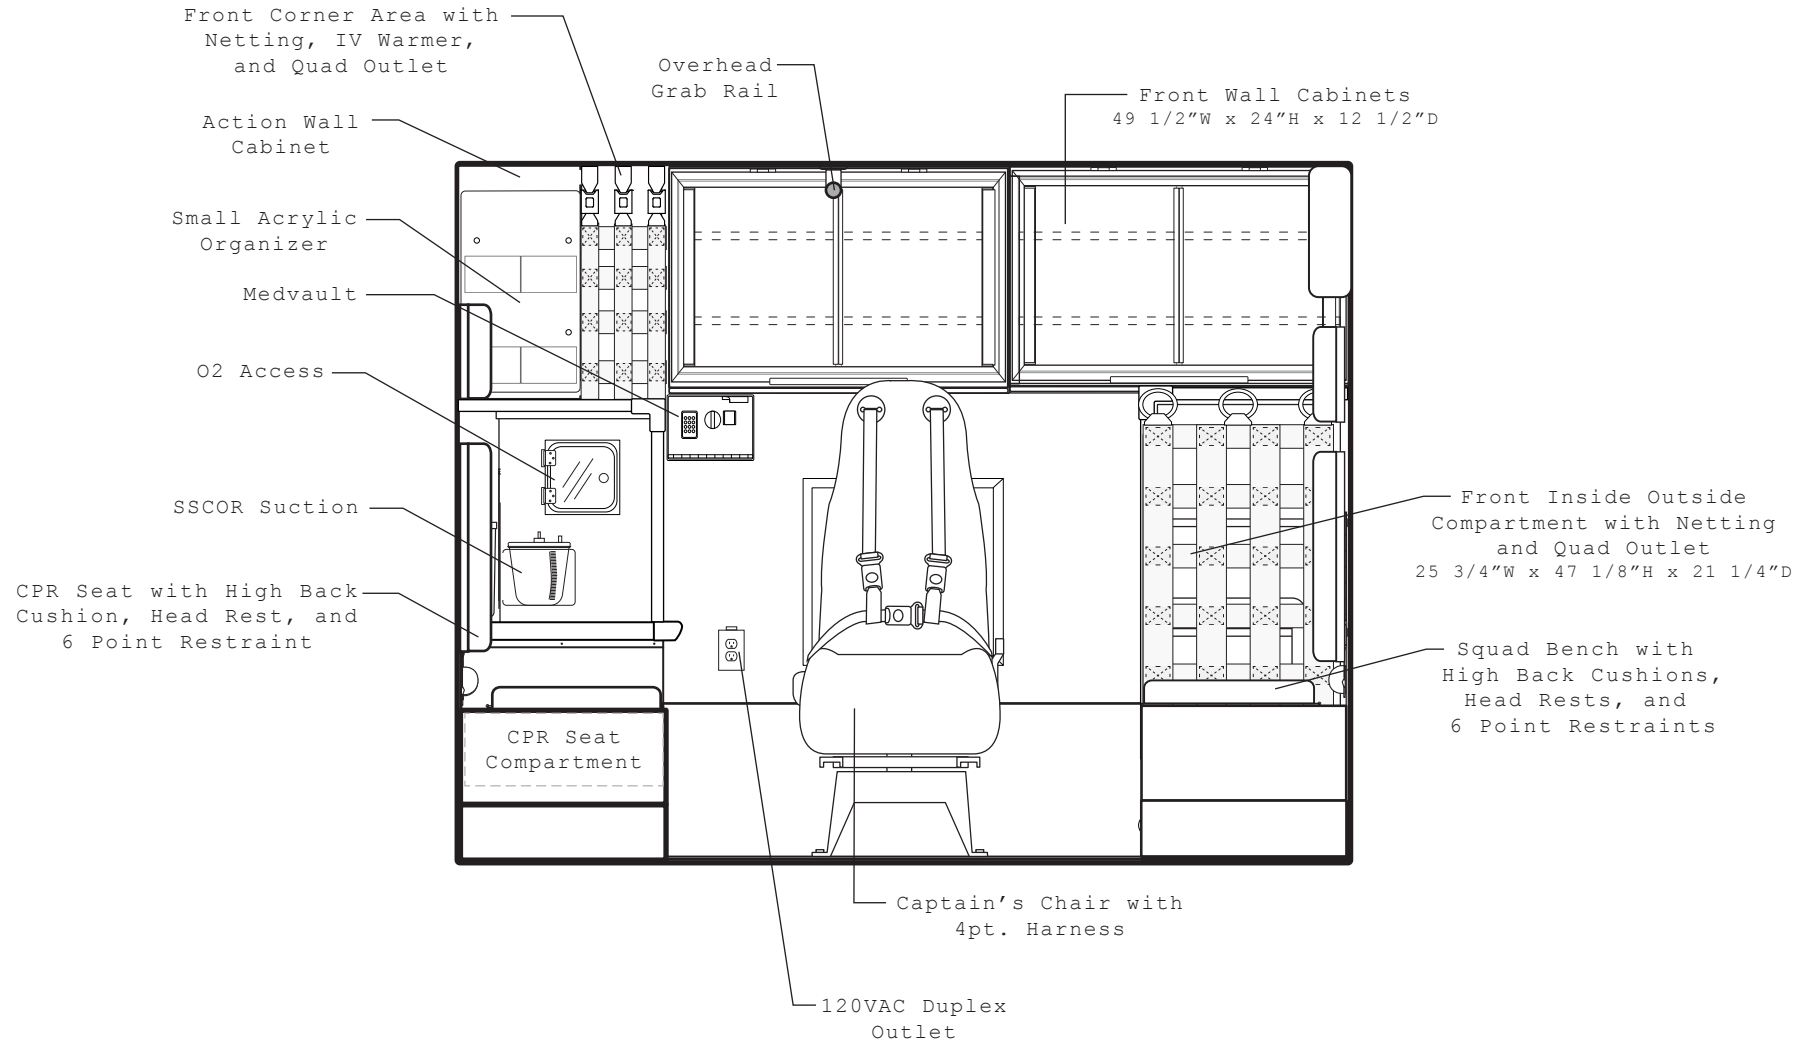 Front Corner Area with
Netting, IV Warmer,
and Quad Outlet
Overhead
Grab Rail
Front Wall Cabinets
49 1/2”W x 24”H x 12 1/2”D
Action Wall
Cabinet
Small Acrylic
Organizer
Medvault
O2 Access
SSCOR Suction
CPR Seat with High Back
Cushion, Head Rest, and
6 Point Restraint
Front Inside Outside
Compartment with Netting
and Quad Outlet
25 3/4”W x 47 1/8”H x 21 1/4”D
Squad Bench with
High Back Cushions,
Head Rests, and
6 Point Restraints
CPR Seat
Compartment
Captain’s Chair with
4pt. Harness
120VAC Duplex
Outlet